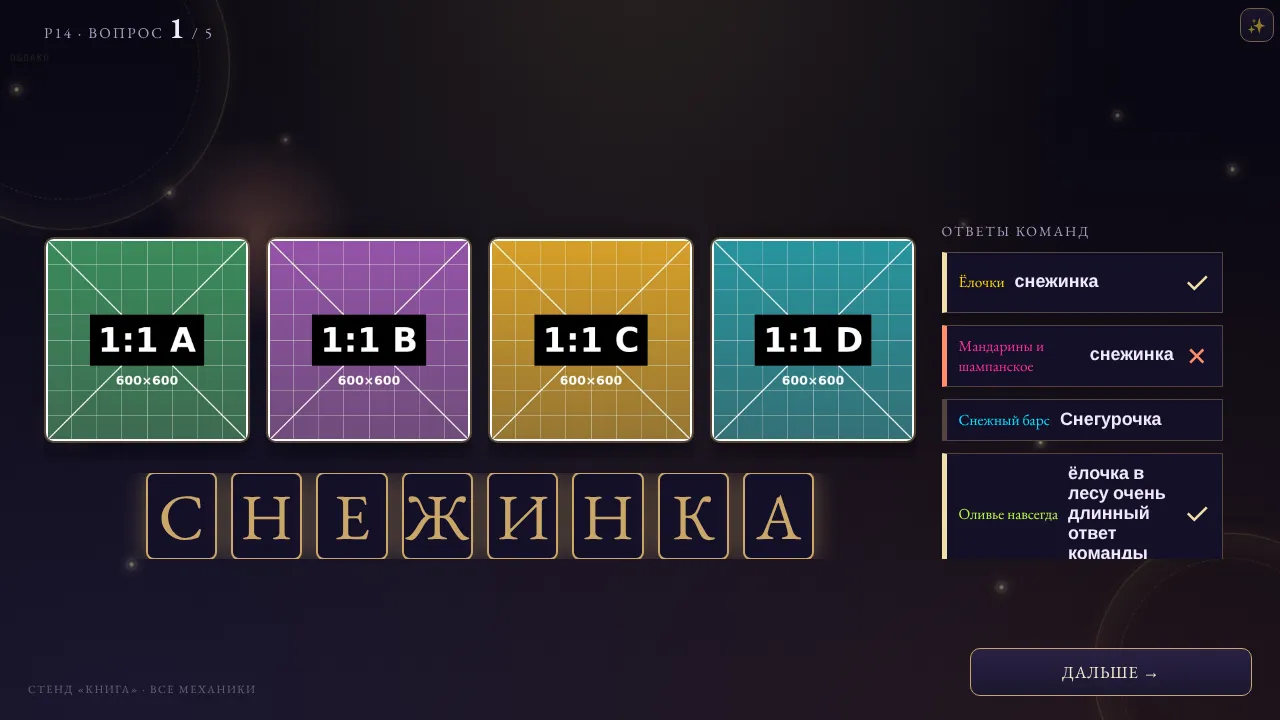 P14 · ВОПРОС 1 / 5
ОБЛАКО
1:1 A
600×600
1:1 B
600×600
1:1 C
600×600
1:1 D
600×600
СНЕЖИНКА
ОТВЕТЫ КОМАНД
Ёлочки снежинка
Мандарины и
шампанское
снежинка
Снежный барс Снегурочка
Оливье навсегда
ёлочка в
лесу очень
длинный
ответ
команды
ДАЛЬШЕ →
СТЕНД «КНИГА» · ВСЕ МЕХАНИКИ